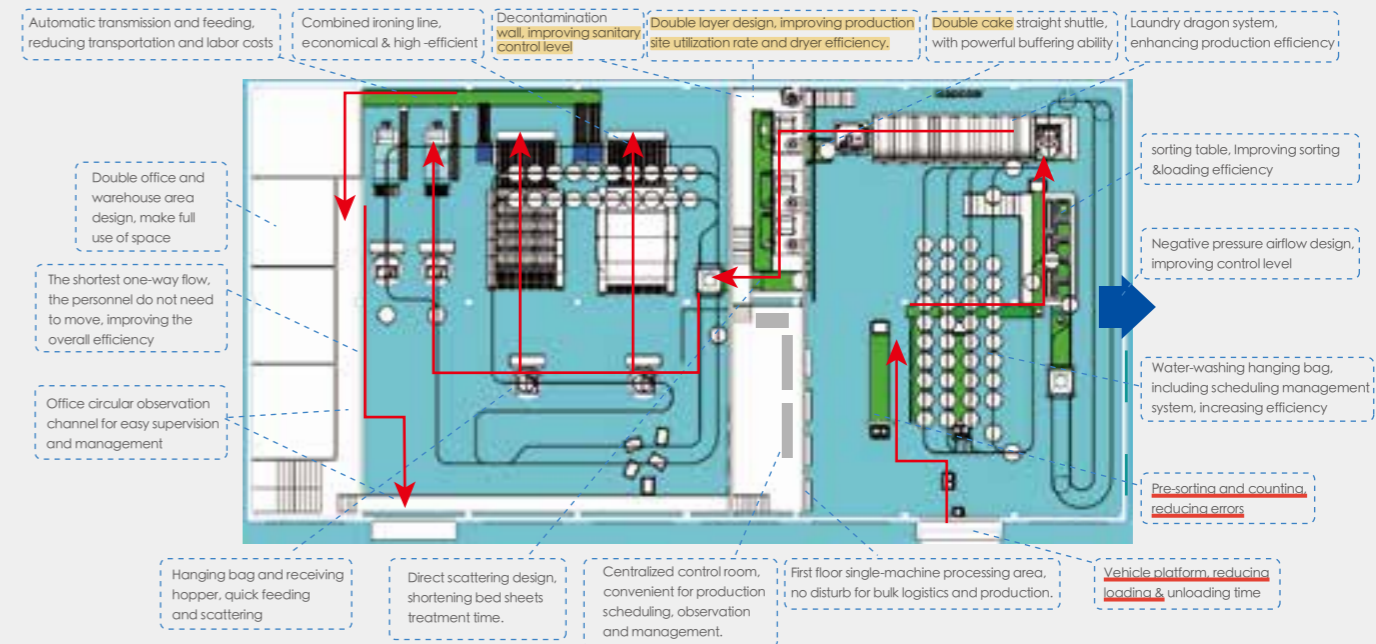 Automatic transmission and feeding,
reducing transportation and labor costs
Combined ironing line,
economical & high -efficient
Decontamination
wall, improving sanitary
control level
Double layer design, improving production
site utilization rate and dryer efficiency.
Double cake straight shuttle,
with powerful buffering ability
Laundry dragon system,
enhancing production efficiency
sorting table, Improving sorting
&loading efficiency
Double office and
warehouse area
design, make full
use of space
Negative pressure airflow design,
improving control level
The shortest one-way flow,
the personnel do not need
to move, improving the
overall efficiency
Water-washing hanging bag,
including scheduling management
system, increasing efficiency
Office circular observation
channel for easy supervision
and management
Pre-sorting and counting,
reducing errors
Hanging bag and receiving
hopper, quick feeding
and scattering
Direct scattering design,
shortening bed sheets
treatment time.
Centralized control room,
convenient for production
scheduling, observation
and management.
First floor single-machine processing area,
no disturb for bulk logistics and production.
Vehicle platform, reducing
loading & unloading time